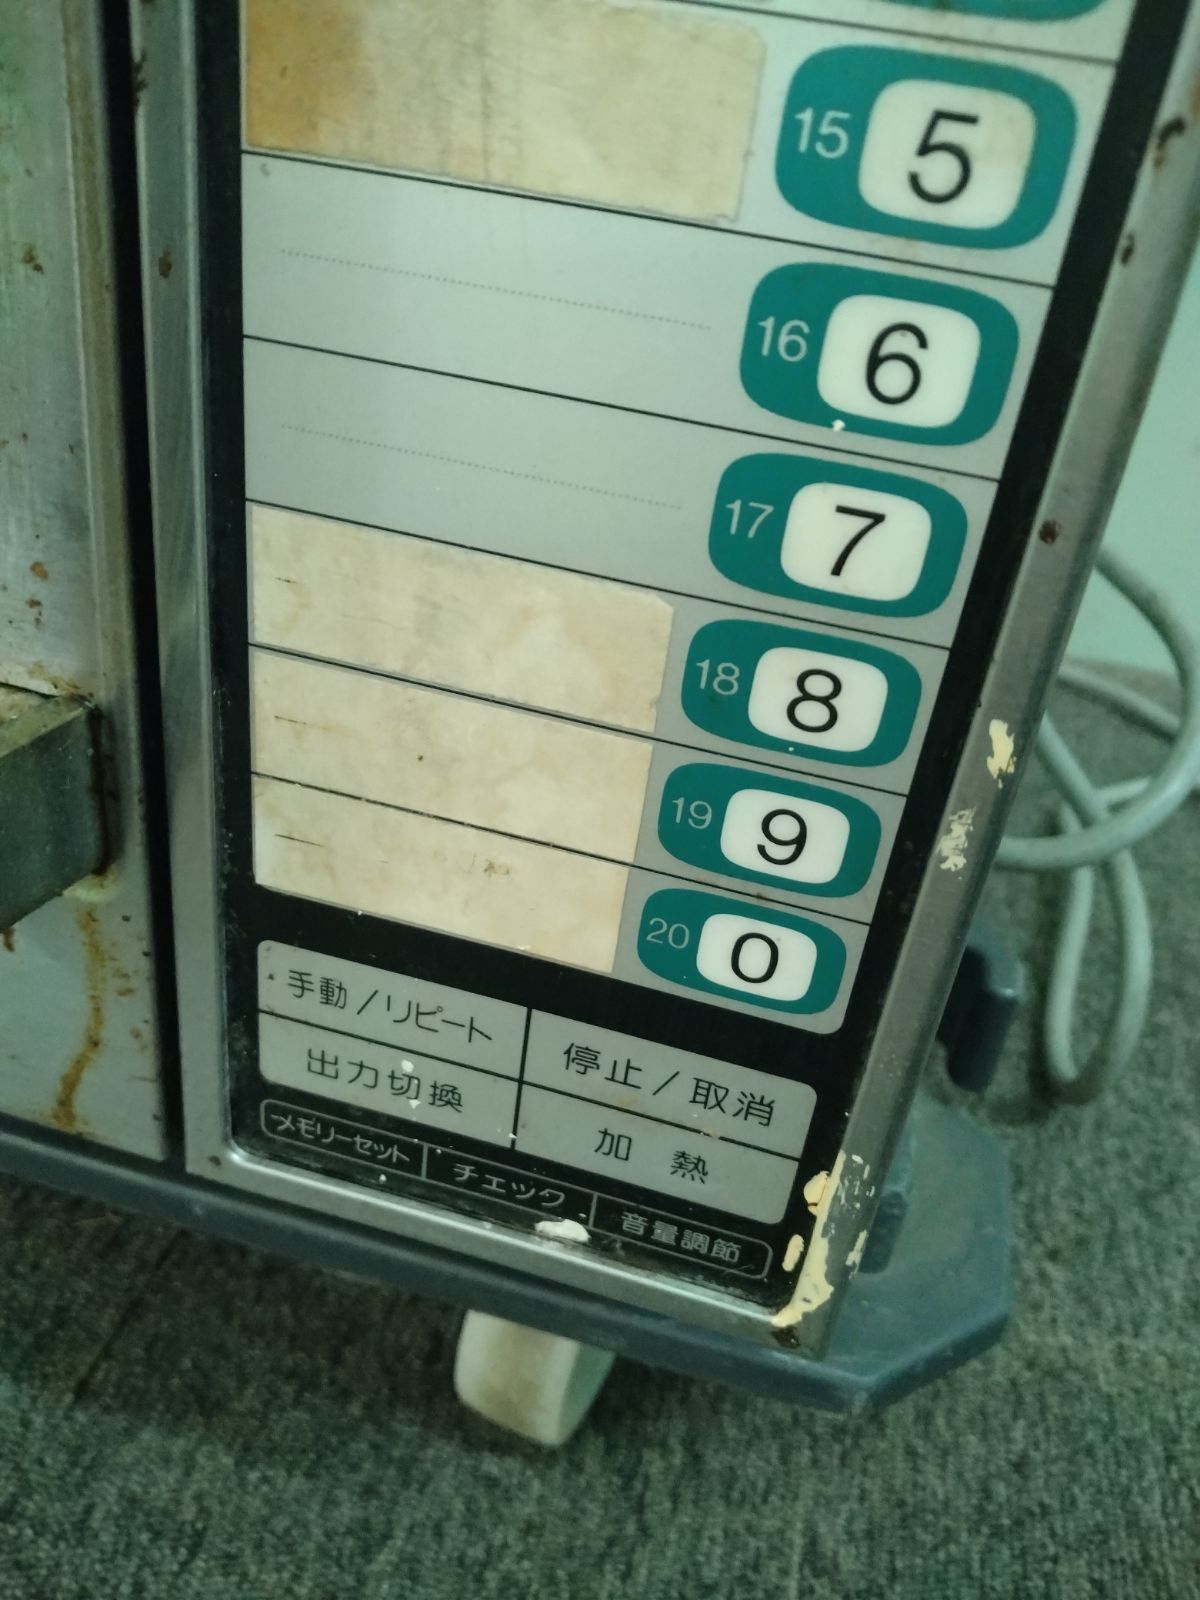 15 5
16 6
17 7
18 8
19 9
20 0
手動/リピート 停止/取消
出力切換 加熱
メモリーセット チェック 音量調節